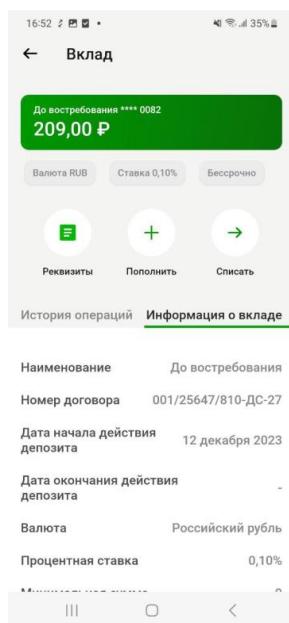 16:52
35%
Вклад
До востребования **** 0082
209,00 ₽
Валюта RUB
Ставка 0,10%
Бессрочно
Реквизиты
Пополнить
Списать
История операций
Информация о вкладе
Наименование
До востребования
Номер договора
001/25647/810-ДС-27
Дата начала действия
депозита
12 декабря 2023
Дата окончания действия
депозита
-
Валюта
Российский рубль
Процентная ставка
0,10%